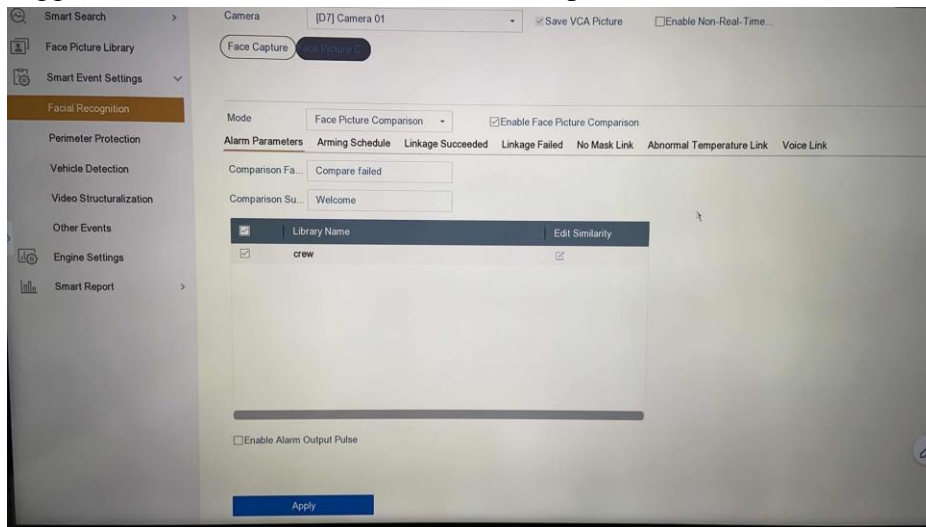 Smart Search
Face Picture Library
Smart Event Settings
Facial Recognition
Perimeter Protection
Vehicle Detection
Video Structuralization
Other Events
Engine Settings
Smart Report
Camera [D7] Camera 01 Save VCA Picture Enable Non-Real-Time...
Face Capture Face Picture C...
Mode Face Picture Comparison Enable Face Picture Comparison
Alarm Parameters Arming Schedule Linkage Succeeded Linkage Failed No Mask Link Abnormal Temperature Link Voice Link
Comparison Fa... Compare failed
Comparison Su... Welcome
Library Name Edit Similarity
crew
Enable Alarm Output Pulse
Apply